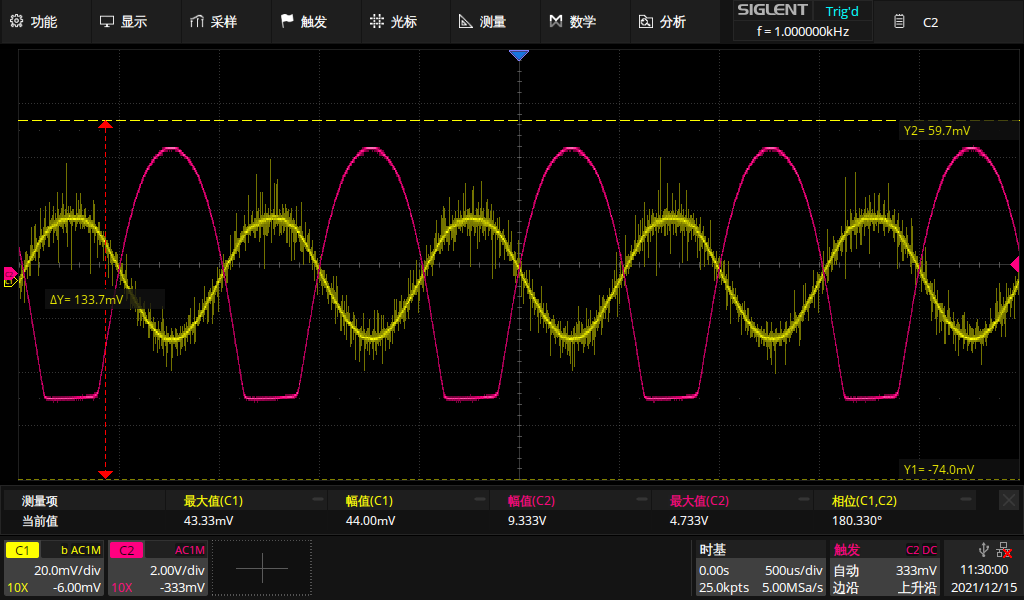 功能 显示 采样 触发 光标 测量 数学 分析 SIGLENT Trig'd C2
f = 1.000000kHz
Y2= 59.7mV
ΔY= 133.7mV
Y1= -74.0mV
测量项 最大值(C1) 幅值(C1) 幅值(C2) 最大值(C2) 相位(C1,C2)
当前值 43.33mV 44.00mV 9.333V 4.733V 180.330°
C1 b AC1M C2 AC1M 时基 触发 C2 DC
20.0mV/div 2.00V/div 0.00s 500us/div 自动 333mV 11:30:00
10X -6.00mV 10X -333mV 25.0kpts 5.00MSa/s 边沿 上升沿 2021/12/15